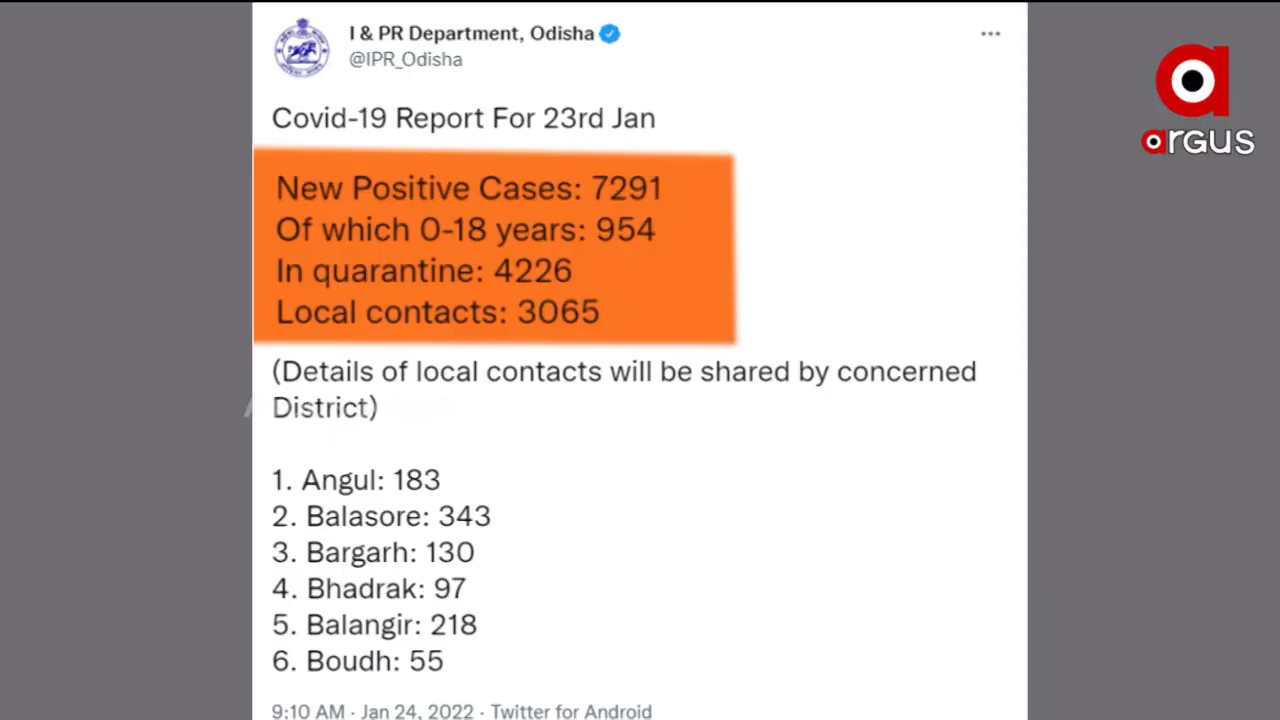 I & PR Department, Odisha
@IPR_Odisha
argus
Covid-19 Report For 23rd Jan
New Positive Cases: 7291
Of which 0-18 years: 954
In quarantine: 4226
Local contacts: 3065
(Details of local contacts will be shared by concerned
District)
1. Angul: 183
2. Balasore: 343
3. Bargarh: 130
4. Bhadrak: 97
5. Balangir: 218
6. Boudh: 55
9:10 AM · Jan 24, 2022 · Twitter for Android